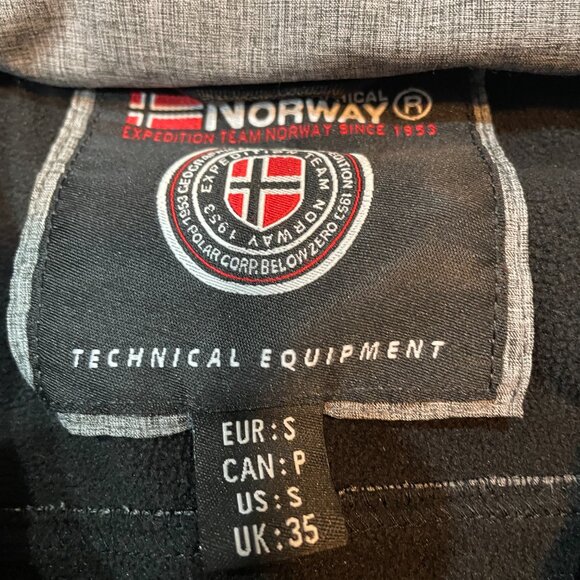 NORWAY®
EXPEDITION TEAM NORWAY SINCE 1953
EXPEDITION TEAM NORWAY 1953
POLAR CORP. BELOW ZERO
TECHNICAL EQUIPMENT
EUR : S
CAN : P
US : S
UK : 35